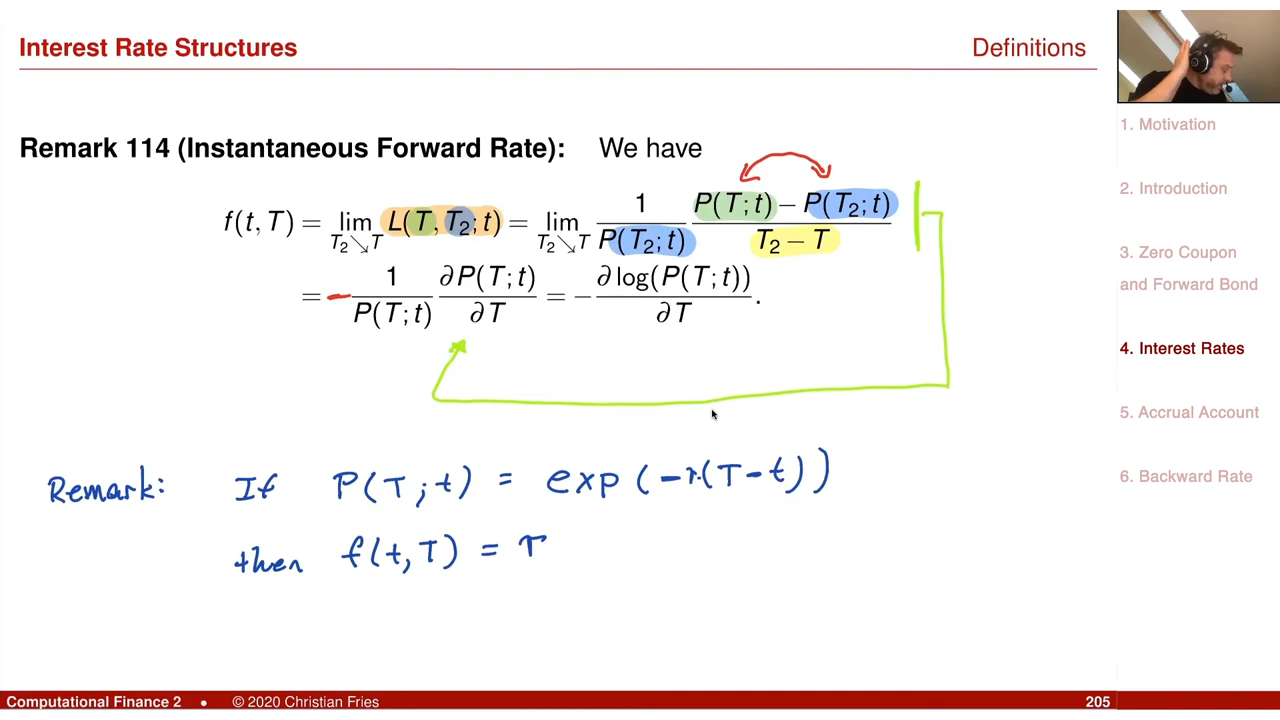 Interest Rate Structures
Definitions
Remark 114 (Instantaneous Forward Rate): We have
f(t, T) = lim_{T₂↘T} L(T, T₂; t) = lim_{T₂↘T} 1/P(T₂; t) (P(T; t) − P(T₂; t))/(T₂ − T)
= − 1/P(T; t) ∂P(T; t)/∂T = − ∂ log(P(T; t))/∂T .
Remark: If P(T; t) = exp(−r(T−t))
then f(t, T) = r
1. Motivation
2. Introduction
3. Zero Coupon
and Forward Bond
4. Interest Rates
5. Accrual Account
6. Backward Rate
Computational Finance 2 • © 2020 Christian Fries
205